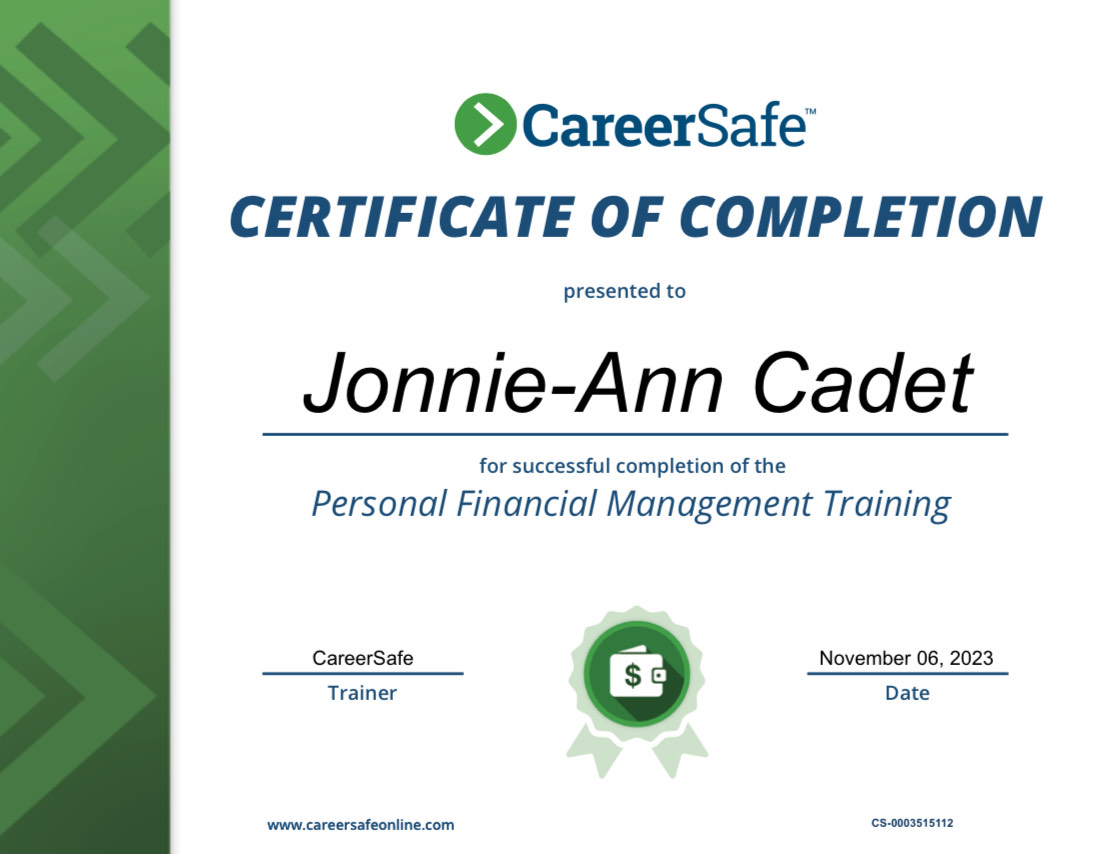 CareerSafe™
CERTIFICATE OF COMPLETION
presented to
Jonnie-Ann Cadet
for successful completion of the
Personal Financial Management Training
CareerSafe
Trainer
$
November 06, 2023
Date
www.careersafeonline.com
CS-0003515112